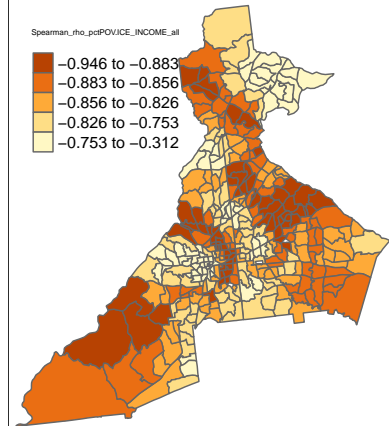 Spearman_rho_pctPOV.ICE_INCOME_all
−0.946 to −0.883
−0.883 to −0.856
−0.856 to −0.826
−0.826 to −0.753
−0.753 to −0.312